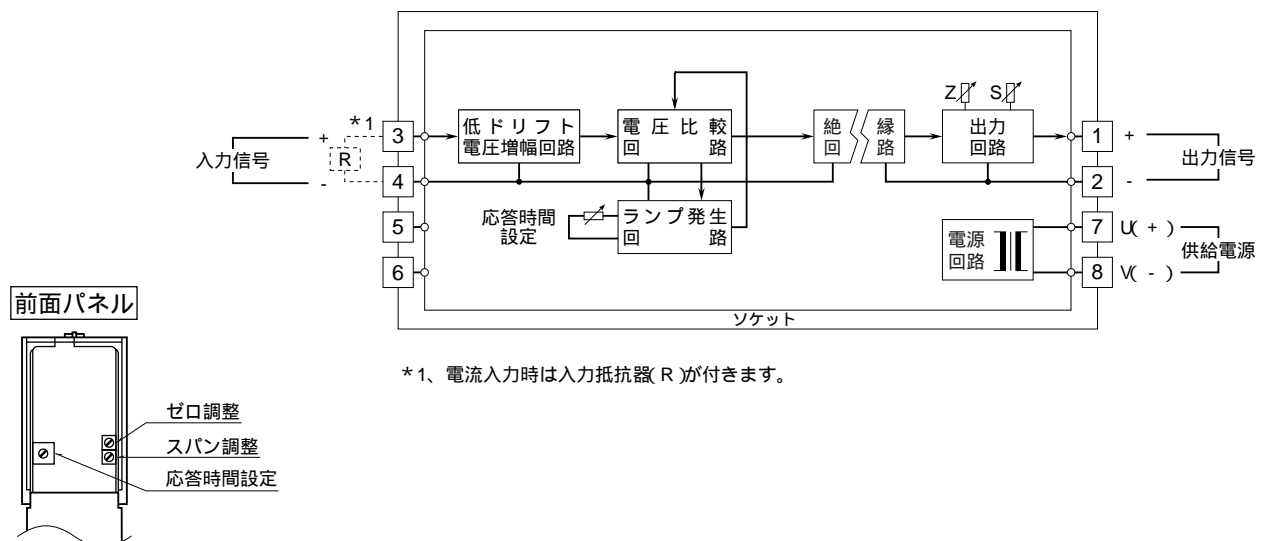 入力信号
+
-
*1
R
3
4
5
6
低ドリフト
電圧増幅回路
電圧比較
回路
応答時間
設定
ランプ発生
回路
絶縁
回路
Z
S
出力
回路
電源
回路
1
2
7
8
+
-
出力信号
U( + )
V( - )
供給電源
ソケット
*1、電流入力時は入力抵抗器( R )が付きます。
前面パネル
ゼロ調整
スパン調整
応答時間設定